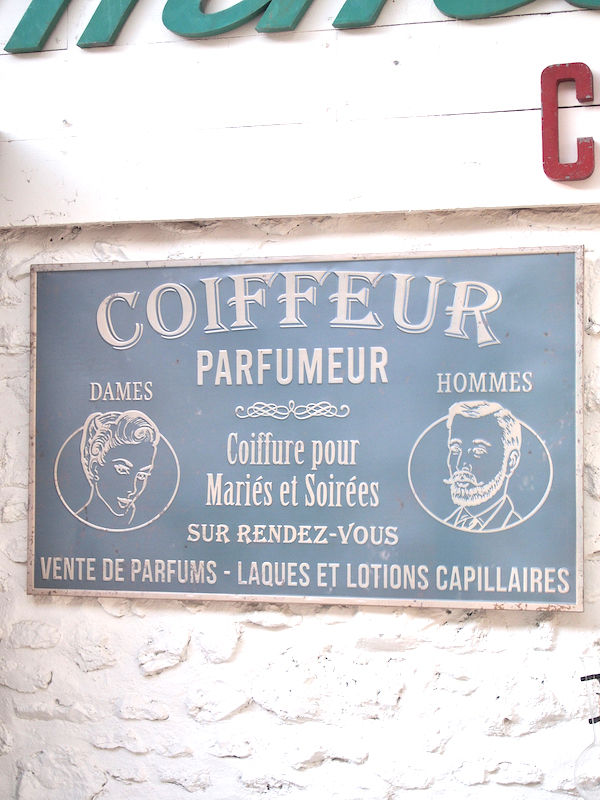 C
COIFFEUR
PARFUMEUR
DAMES
HOMMES
Coiffure pour
Mariés et Soirées
SUR RENDEZ-VOUS
VENTE DE PARFUMS - LAQUES ET LOTIONS CAPILLAIRES